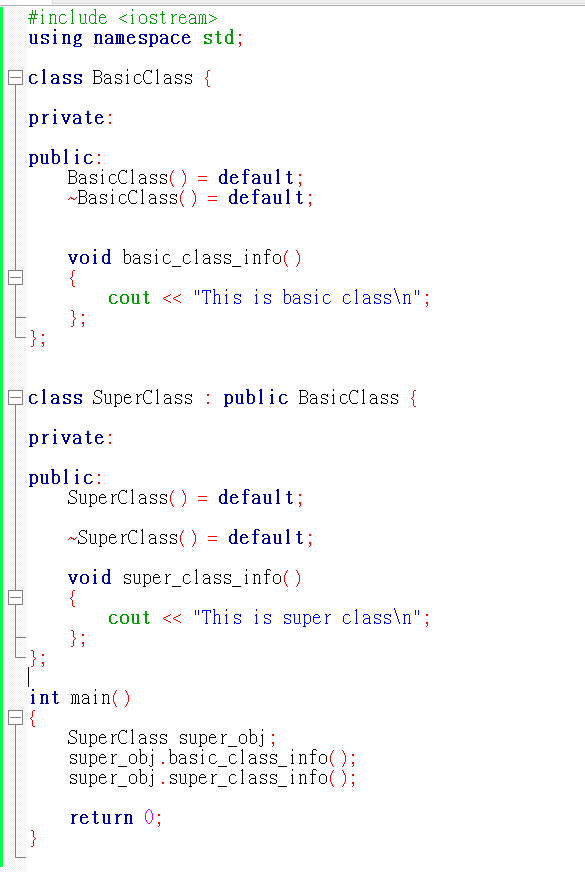 #include <iostream>
using namespace std;
class BasicClass {
private:
public:
    BasicClass() = default;
    ~BasicClass() = default;
    void basic_class_info()
    {
        cout << "This is basic class\n";
    };
};
class SuperClass : public BasicClass {
private:
public:
    SuperClass() = default;
    ~SuperClass() = default;
    void super_class_info()
    {
        cout << "This is super class\n";
    };
};
int main()
{
    SuperClass super_obj;
    super_obj.basic_class_info();
    super_obj.super_class_info();
    return 0;
}